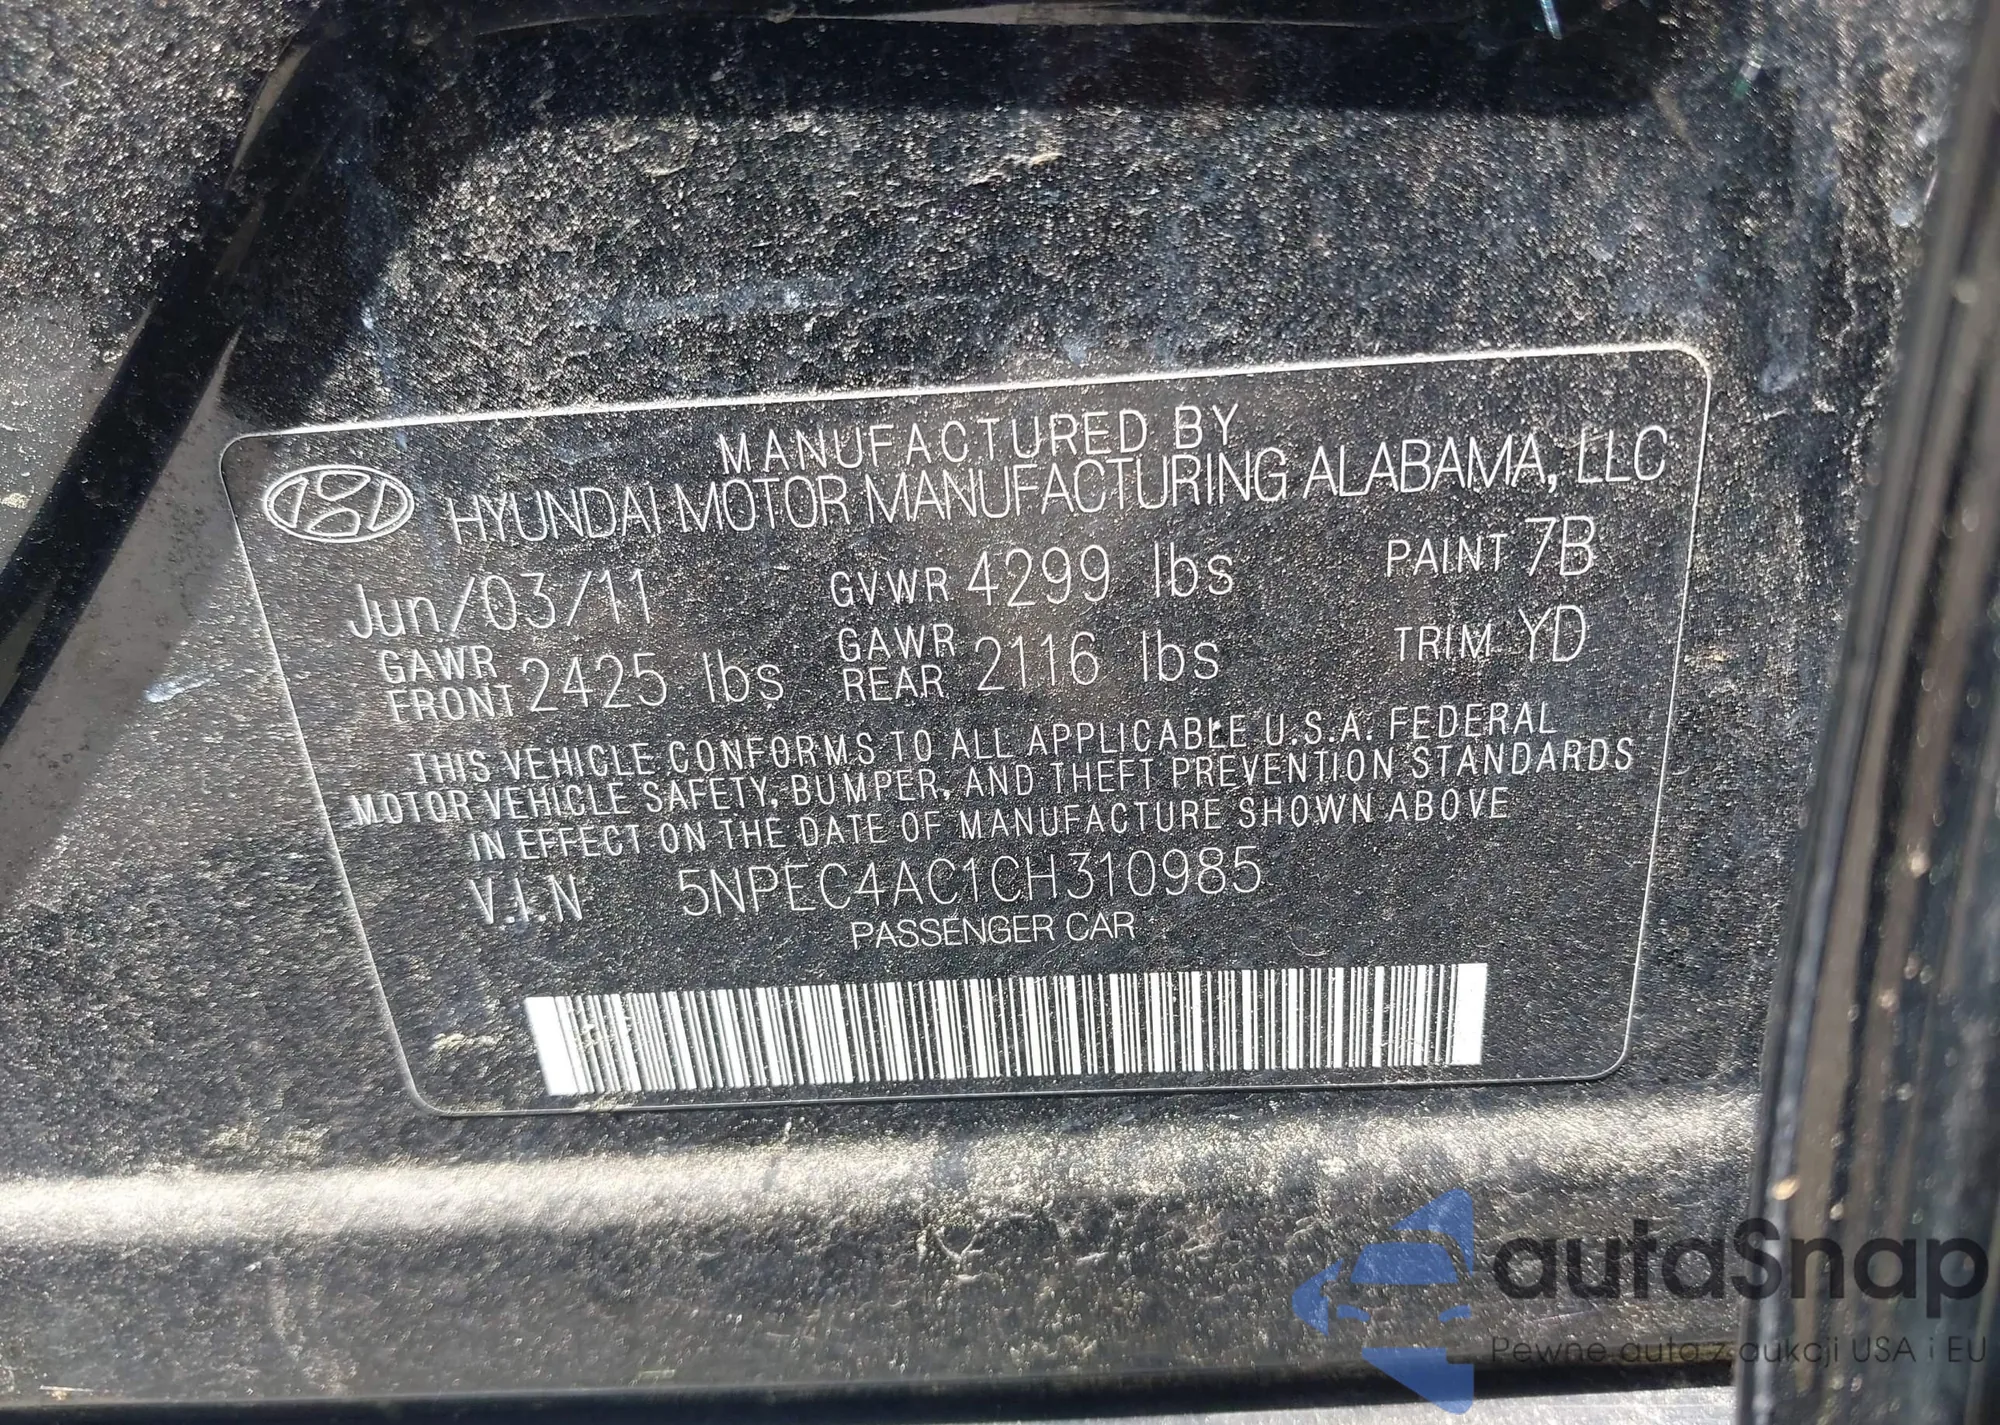 MANUFACTURED BY
HYUNDAI MOTOR MANUFACTURING ALABAMA, LLC
Jun/03/11 GVWR 4299 lbs PAINT 7B
GAWR FRONT 2425 lbs GAWR REAR 2116 lbs TRIM YD
THIS VEHICLE CONFORMS TO ALL APPLICABLE U.S.A. FEDERAL
MOTOR VEHICLE SAFETY, BUMPER, AND THEFT PREVENTION STANDARDS
IN EFFECT ON THE DATE OF MANUFACTURE SHOWN ABOVE
V.I.N 5NPEC4AC1CH310985
PASSENGER CAR
autaSnap
Pewne auta z aukcji USA i EU